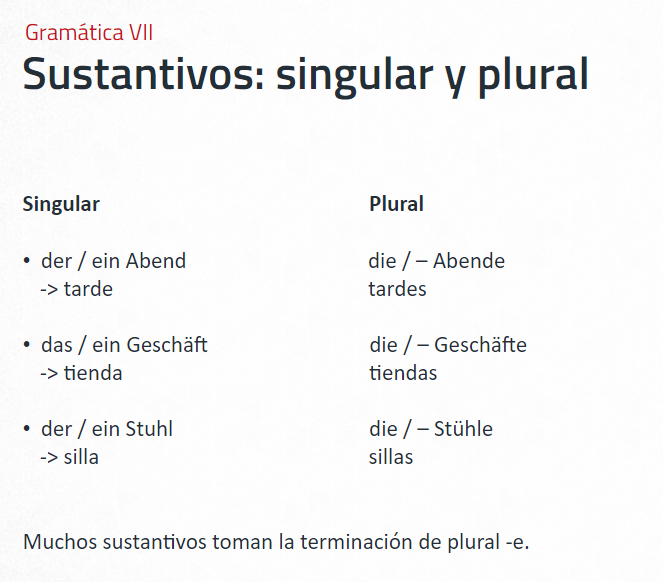 Gramática VII
Sustantivos: singular y plural
Singular Plural
• der / ein Abend die / – Abende
-> tarde tardes
• das / ein Geschäft die / – Geschäfte
-> tienda tiendas
• der / ein Stuhl die / – Stühle
-> silla sillas
Muchos sustantivos toman la terminación de plural -e.